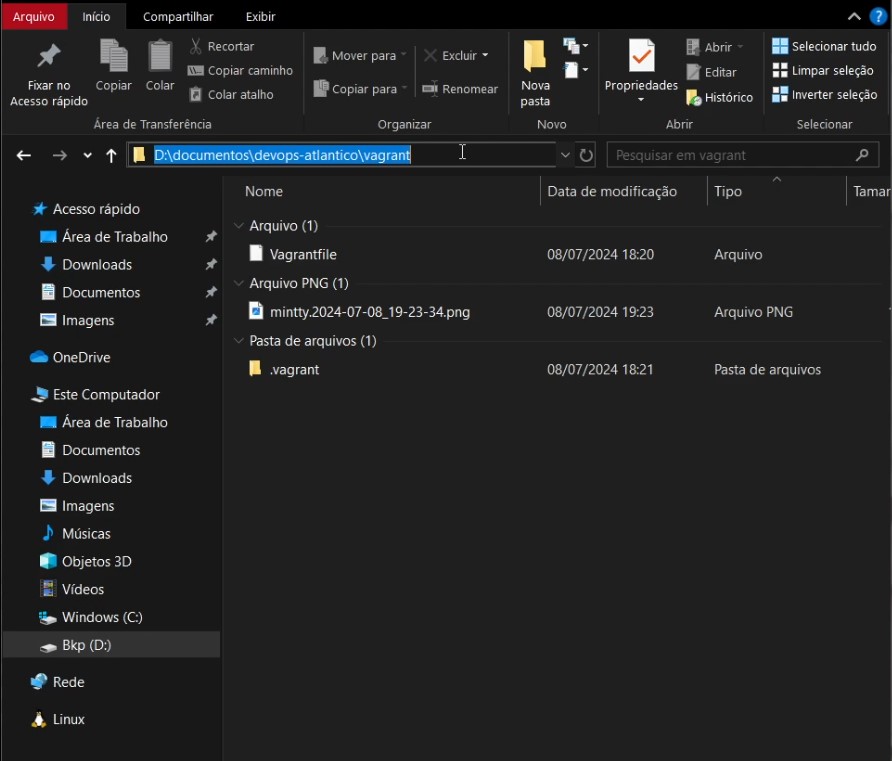 Arquivo Início Compartilhar Exibir
Fixar no
Acesso rápido
Copiar
Colar
Recortar
Copiar caminho
Colar atalho
Área de Transferência
Mover para
Copiar para
Excluir
Renomear
Organizar
Nova
pasta
Novo
Propriedades
Abrir
Editar
Histórico
Abrir
Selecionar tudo
Limpar seleção
Inverter seleção
Selecionar
D:\documentos\devops-atlantico\vagrant
Pesquisar em vagrant
Acesso rápido
Área de Trabalho
Downloads
Documentos
Imagens
OneDrive
Este Computador
Área de Trabalho
Documentos
Downloads
Imagens
Músicas
Objetos 3D
Vídeos
Windows (C:)
Bkp (D:)
Rede
Linux
Nome Data de modificação Tipo Tamar
Arquivo (1)
Vagrantfile 08/07/2024 18:20 Arquivo
Arquivo PNG (1)
mintty.2024-07-08_19-23-34.png 08/07/2024 19:23 Arquivo PNG
Pasta de arquivos (1)
.vagrant 08/07/2024 18:21 Pasta de arquivos